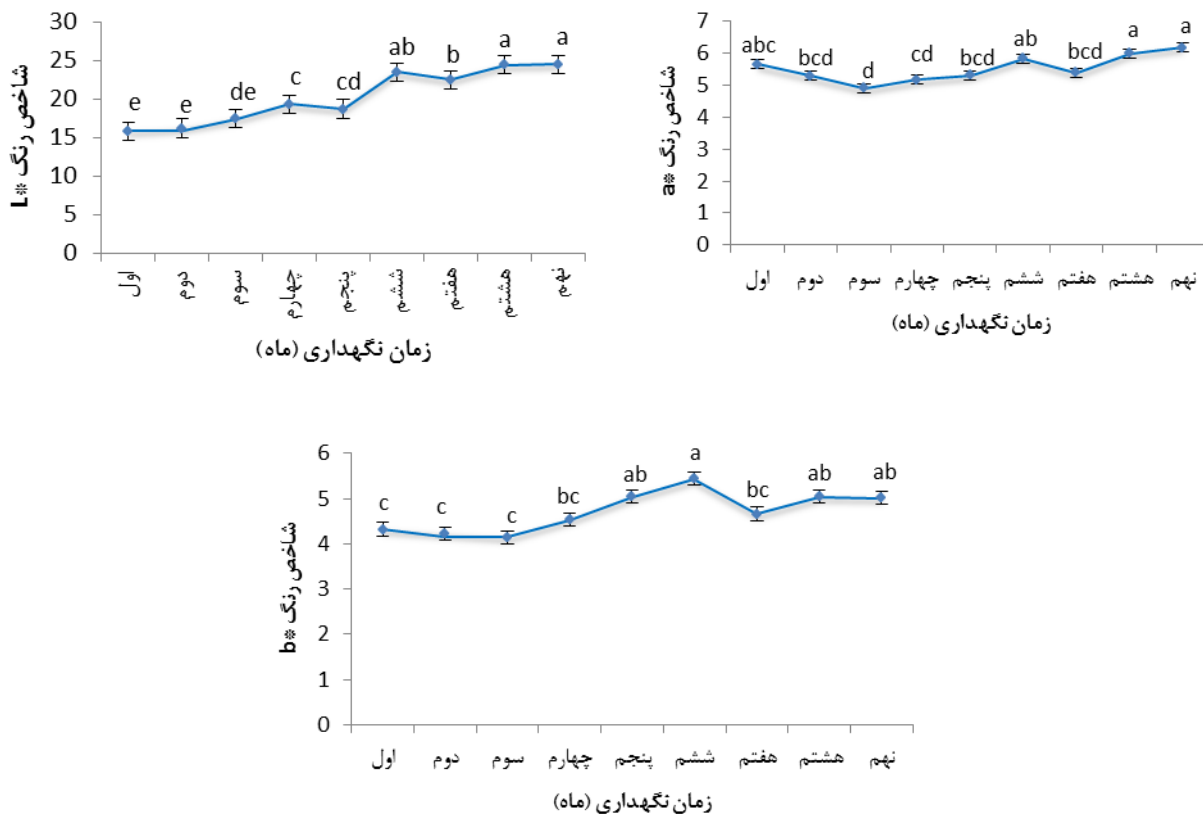 30
25
20
15
10
5
0
شاخص رنگ L*
e e de c cd ab b a a
اول دوم سوم چهارم پنجم ششم هفتم هشتم نهم
زمان نگهداری (ماه)
7
6
5
4
3
2
1
0
شاخص رنگ a*
abc bcd d cd bcd ab bcd a a
اول دوم سوم چهارم پنجم ششم هفتم هشتم نهم
زمان نگهداری (ماه)
6
5
4
3
2
1
0
شاخص رنگ b*
c c c bc ab a bc ab ab
اول دوم سوم چهارم پنجم ششم هفتم هشتم نهم
زمان نگهداری (ماه)